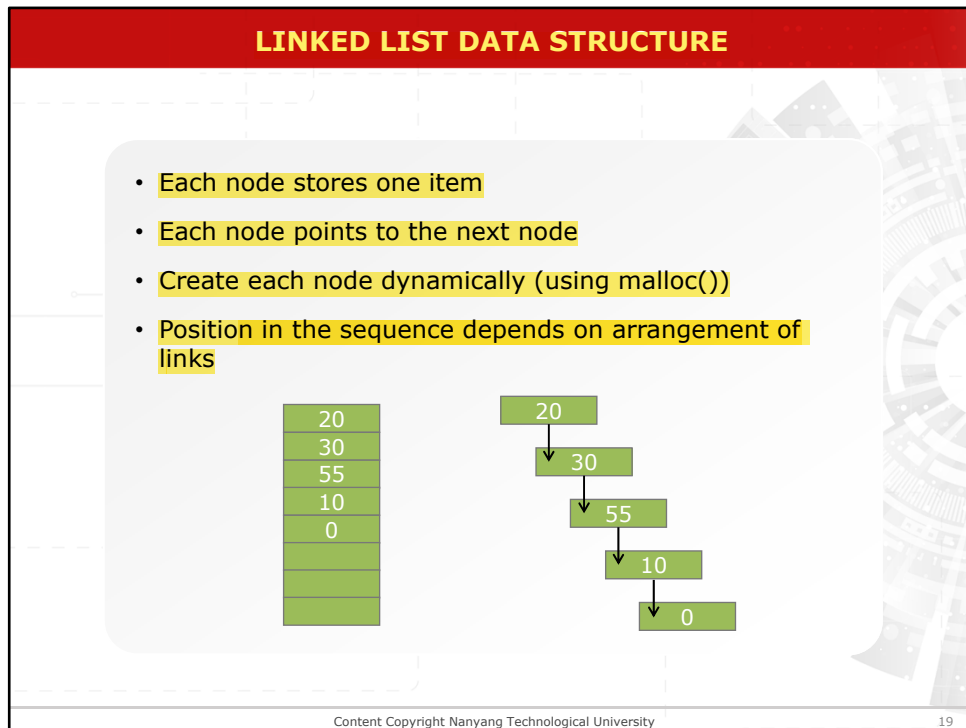 LINKED LIST DATA STRUCTURE
• Each node stores one item
• Each node points to the next node
• Create each node dynamically (using malloc())
• Position in the sequence depends on arrangement of
links
20
30
55
10
0
20
30
55
10
0
Content Copyright Nanyang Technological University
19